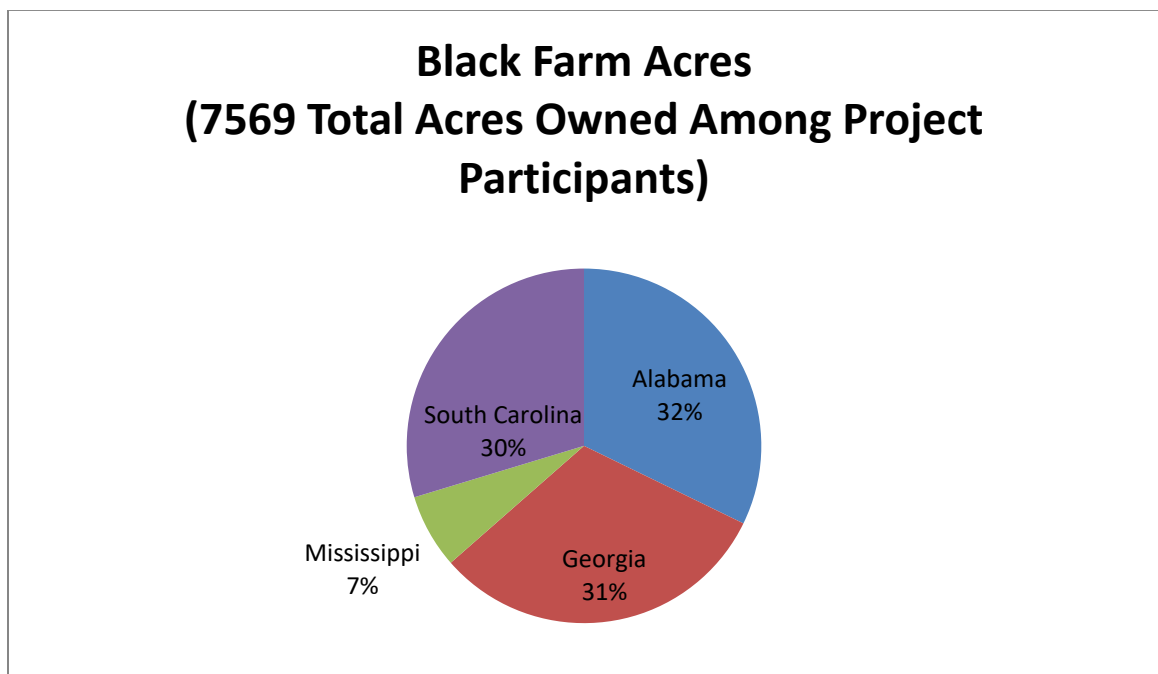 Black Farm Acres
(7569 Total Acres Owned Among Project
Participants)
Alabama
32%
South Carolina
30%
Mississippi
7%
Georgia
31%